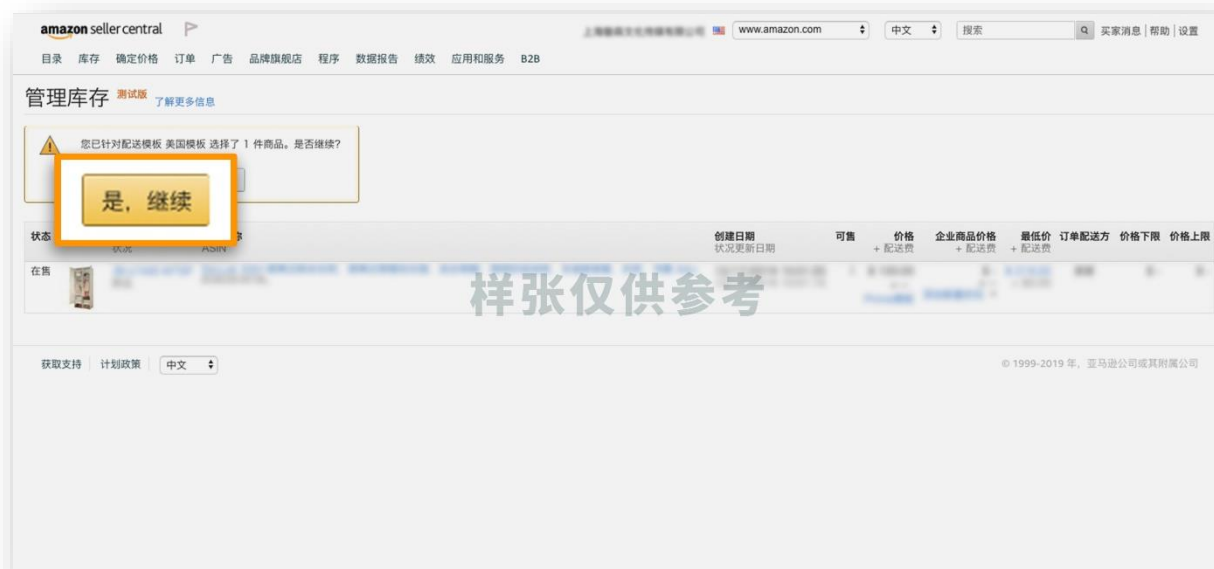 amazon seller central
www.amazon.com 中文 搜索 买家消息 | 帮助 | 设置
目录 库存 确定价格 订单 广告 品牌旗舰店 程序 数据报告 绩效 应用和服务 B2B
管理库存 测试版 了解更多信息
您已针对配送模板 美国模板 选择了 1 件商品。是否继续?
是，继续
状态 创建日期 可售 价格 企业商品价格 最低价 订单配送方 价格下限 价格上限
状况 ASIN 状况更新日期 + 配送费 + 配送费 + 配送费
在售
样张仅供参考
获取支持 计划政策 中文 © 1999-2019 年，亚马逊公司或其附属公司